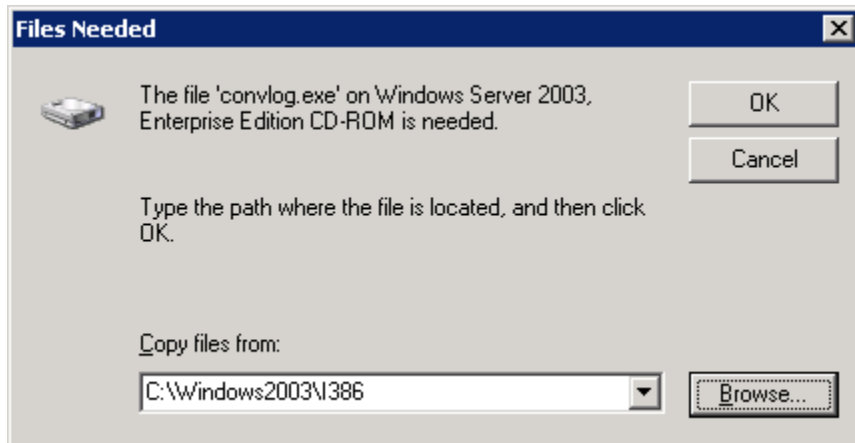 Files Needed
The file 'convlog.exe' on Windows Server 2003,
Enterprise Edition CD-ROM is needed.
OK
Cancel
Type the path where the file is located, and then click
OK.
Copy files from:
C:\Windows2003\I386
Browse...